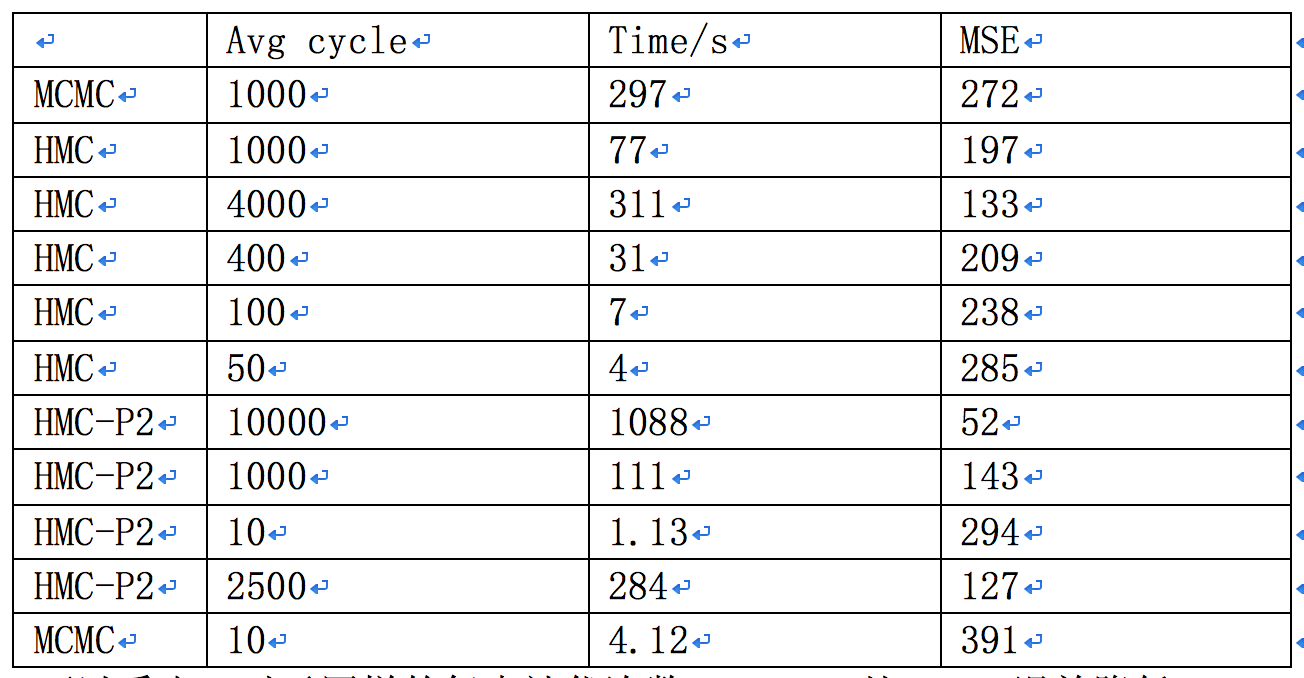 Avg cycle Time/s MSE
MCMC 1000 297 272
HMC 1000 77 197
HMC 4000 311 133
HMC 400 31 209
HMC 100 7 238
HMC 50 4 285
HMC-P2 10000 1088 52
HMC-P2 1000 111 143
HMC-P2 10 1.13 294
HMC-P2 2500 284 127
MCMC 10 4.12 391